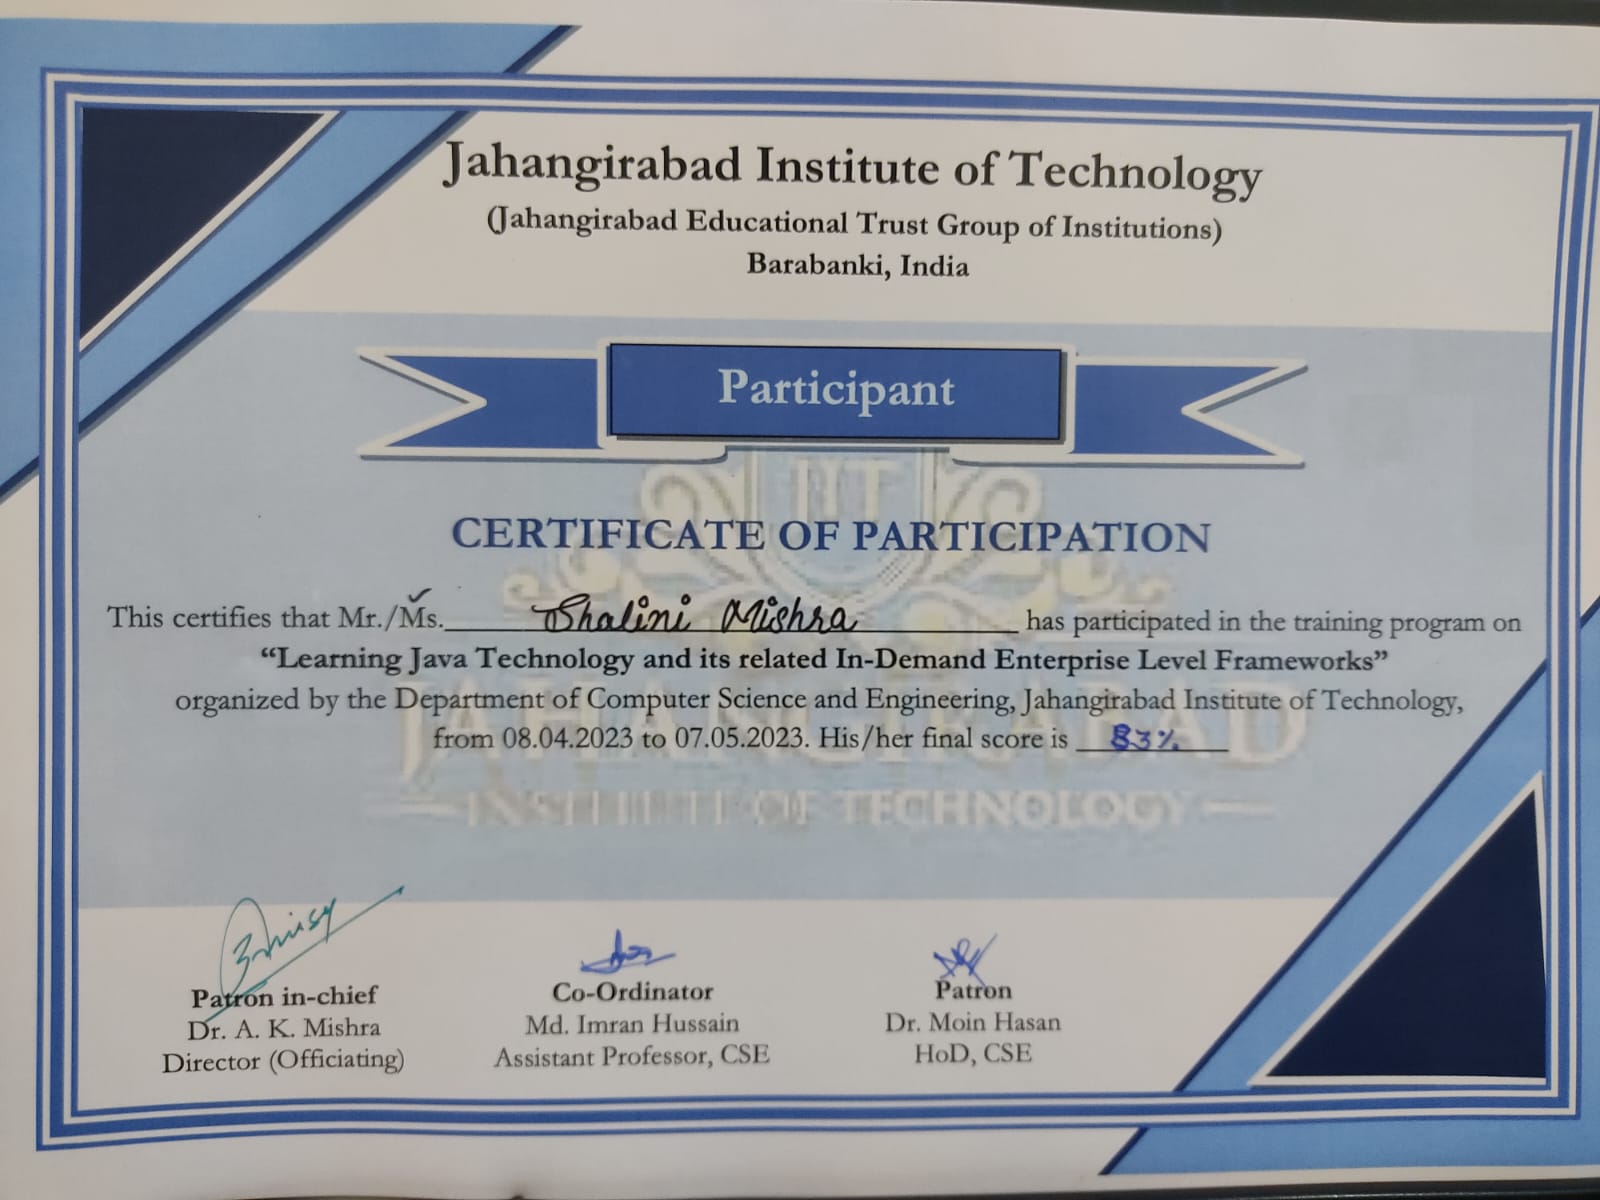 Jahangirabad Institute of Technology
(Jahangirabad Educational Trust Group of Institutions)
Barabanki, India
Participant
JIT
CERTIFICATE OF PARTICIPATION
This certifies that Mr./Ms. Shalini Mishra has participated in the training program on
“Learning Java Technology and its related In-Demand Enterprise Level Frameworks”
organized by the Department of Computer Science and Engineering, Jahangirabad Institute of Technology,
from 08.04.2023 to 07.05.2023. His/her final score is 83%
JAHANGIRABAD
INSTITUTE OF TECHNOLOGY
Patron in-chief
Dr. A. K. Mishra
Director (Officiating)
Co-Ordinator
Md. Imran Hussain
Assistant Professor, CSE
Patron
Dr. Moin Hasan
HoD, CSE